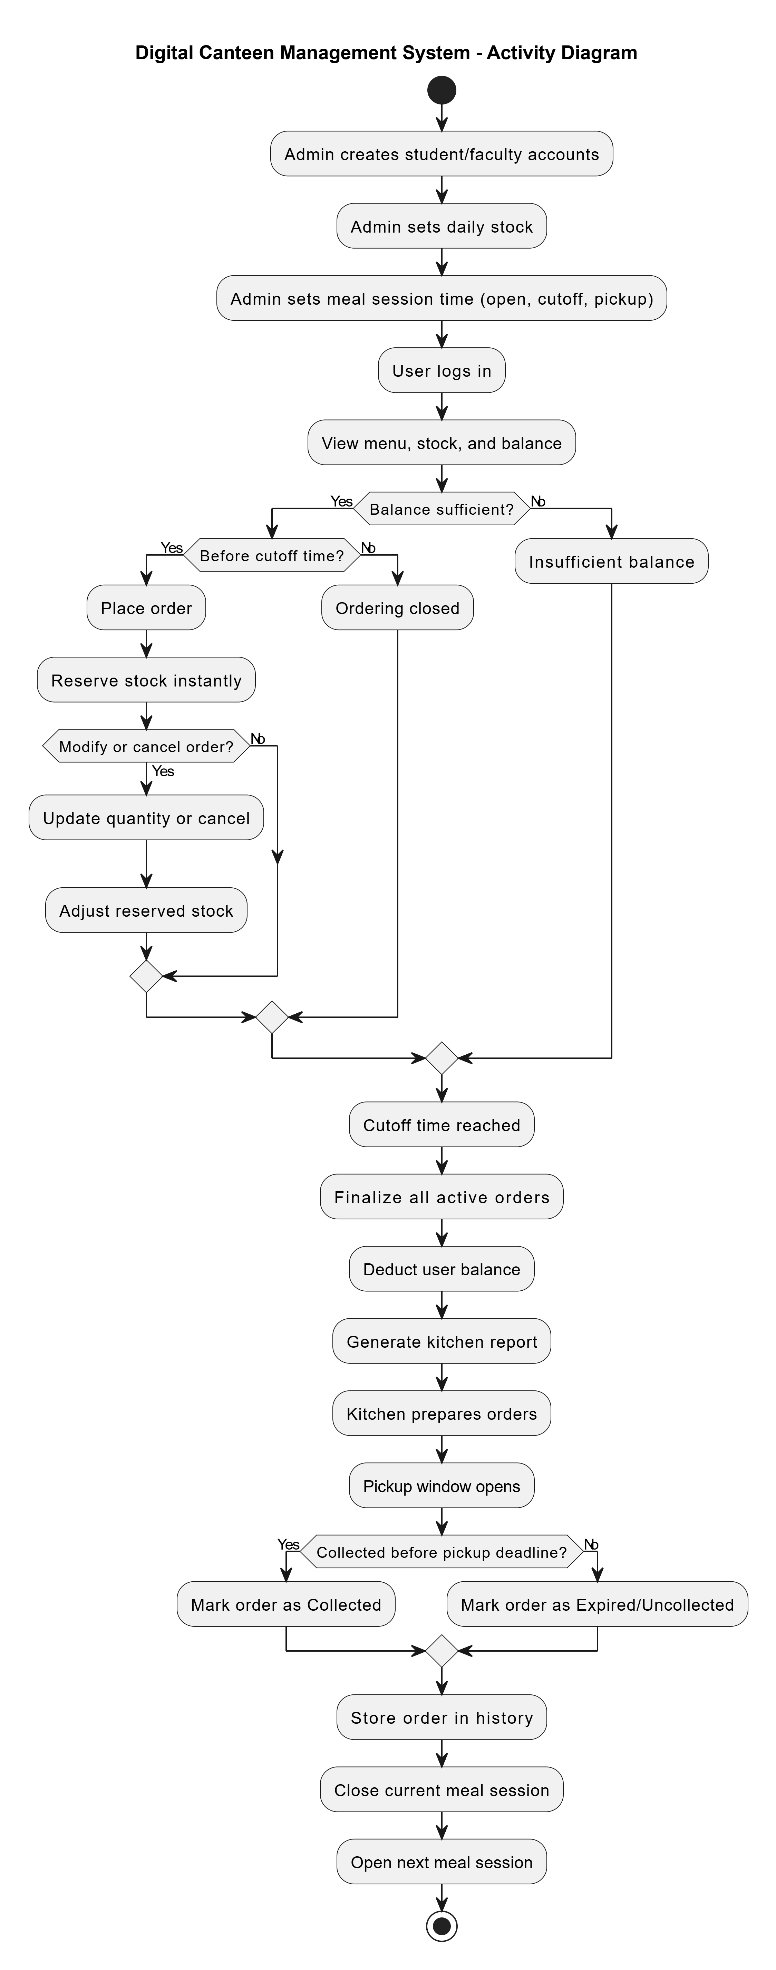 Digital Canteen Management System - Activity Diagram
Admin creates student/faculty accounts
Admin sets daily stock
Admin sets meal session time (open, cutoff, pickup)
User logs in
View menu, stock, and balance
Yes
Balance sufficient?
No
Yes
Before cutoff time?
No
Insufficient balance
Place order
Ordering closed
Reserve stock instantly
Modify or cancel order?
No
Yes
Update quantity or cancel
Adjust reserved stock
Cutoff time reached
Finalize all active orders
Deduct user balance
Generate kitchen report
Kitchen prepares orders
Pickup window opens
Yes
Collected before pickup deadline?
No
Mark order as Collected
Mark order as Expired/Uncollected
Store order in history
Close current meal session
Open next meal session